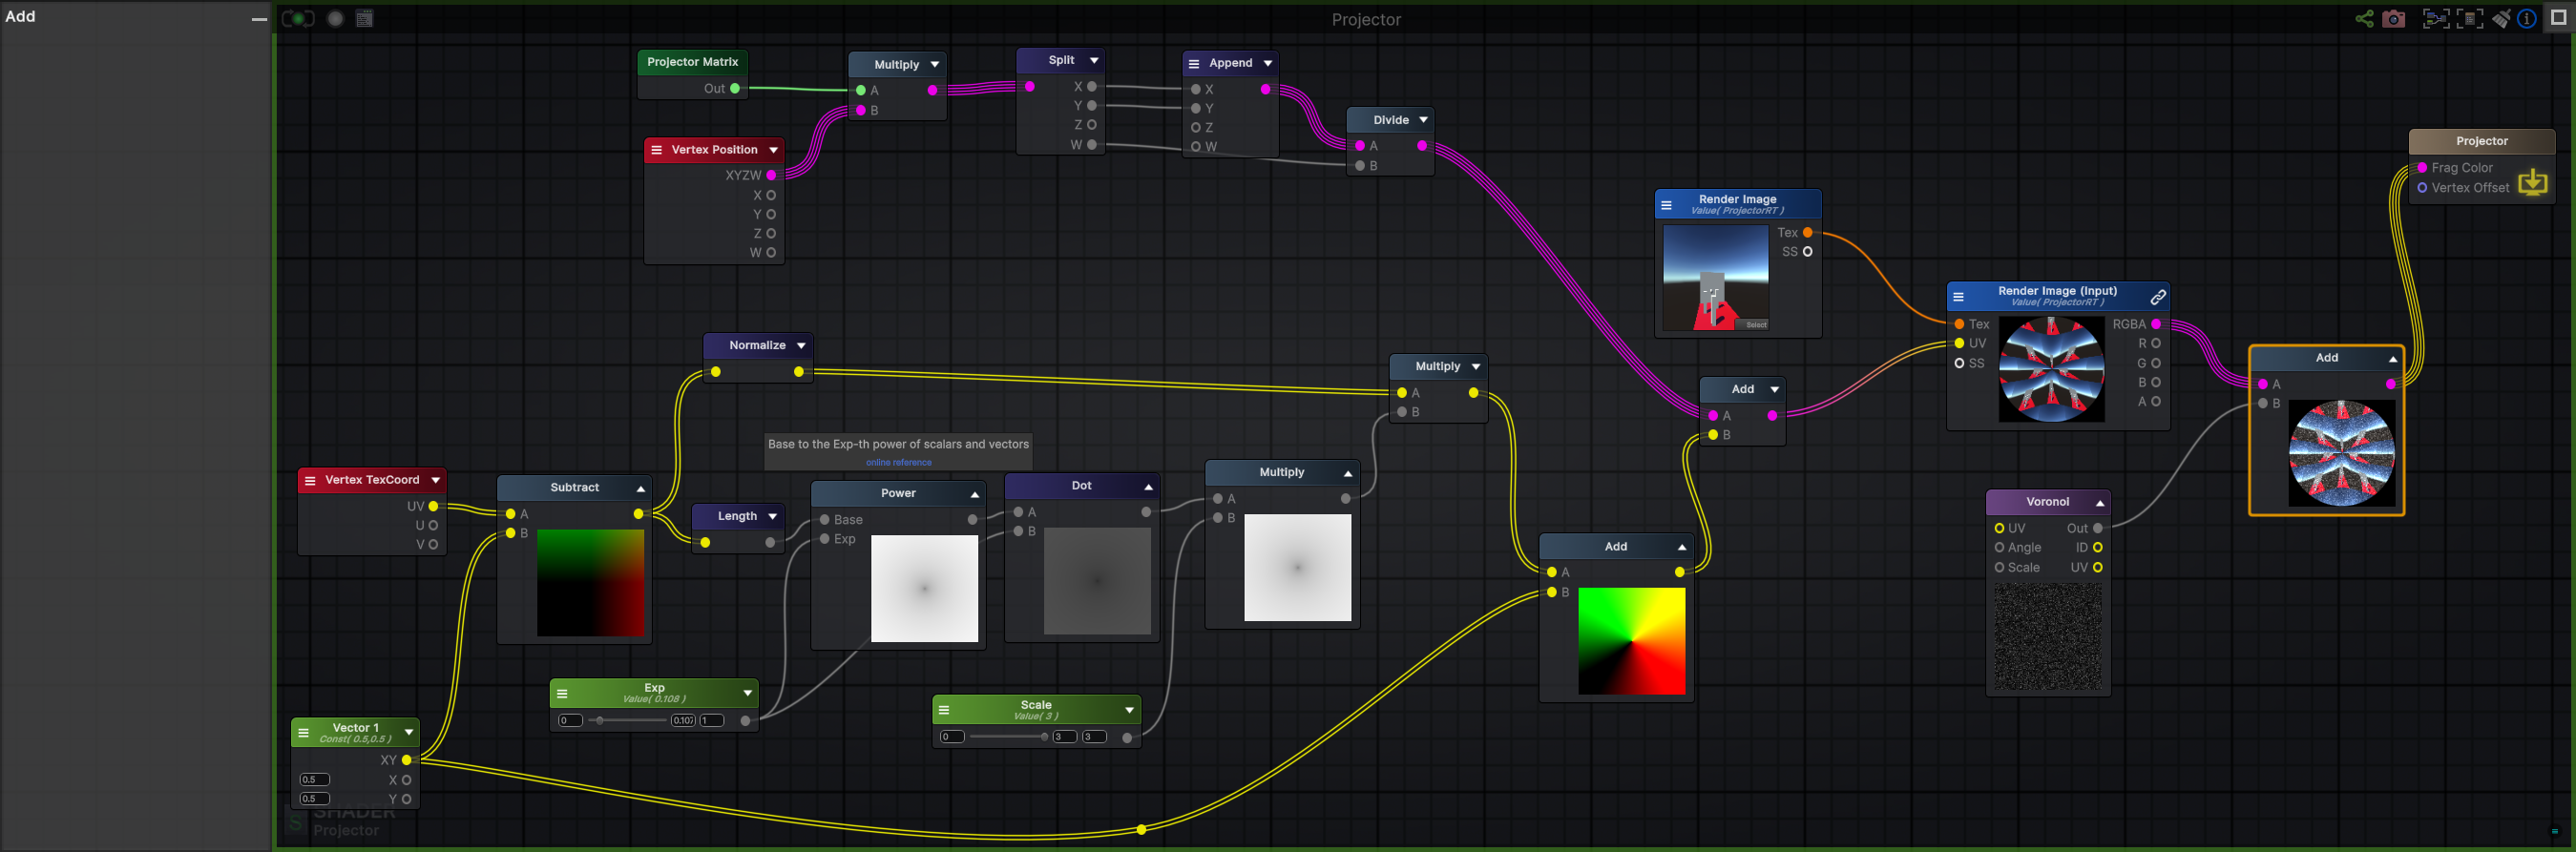 Add
Projector
Projector Matrix
Out
Multiply
A
B
Split
X
Y
Z
W
Append
X
Y
Z
W
Divide
A
B
Vertex Position
XYZW
X
Y
Z
W
Render Image
Value( ProjectorRT )
Tex
SS
Select
Projector
Frag Color
Vertex Offset
Render Image (Input)
Value( ProjectorRT )
Tex
UV
SS
RGBA
R
G
B
A
Normalize
Multiply
A
B
Add
A
B
Add
A
B
Base to the Exp-th power of scalars and vectors
online reference
Vertex TexCoord
UV
U
V
Subtract
A
B
Length
Power
Base
Exp
Dot
A
B
Multiply
A
B
Add
A
B
Voronoi
UV
Angle
Scale
Out
ID
UV
Exp
Value( 0.108 )
0
0.107
1
Scale
Value( 3 )
0
3
3
Vector 1
Const( 0.5,0.5 )
XY
0.5
X
0.5
Y
SHADER
Projector